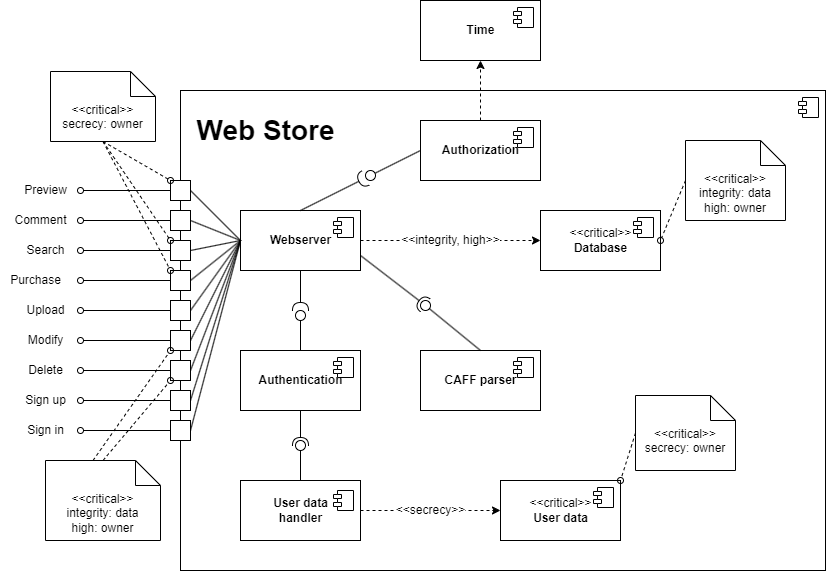 Time
<<critical>>
secrecy: owner
Web Store
Authorization
<<critical>>
integrity: data
high: owner
Preview
Comment
Search
Purchase
Upload
Modify
Delete
Sign up
Sign in
Webserver
<<integrity, high>>
<<critical>>
Database
Authentication
CAFF parser
<<critical>>
secrecy: owner
<<critical>>
integrity: data
high: owner
User data
handler
<<secrecy>>
<<critical>>
User data